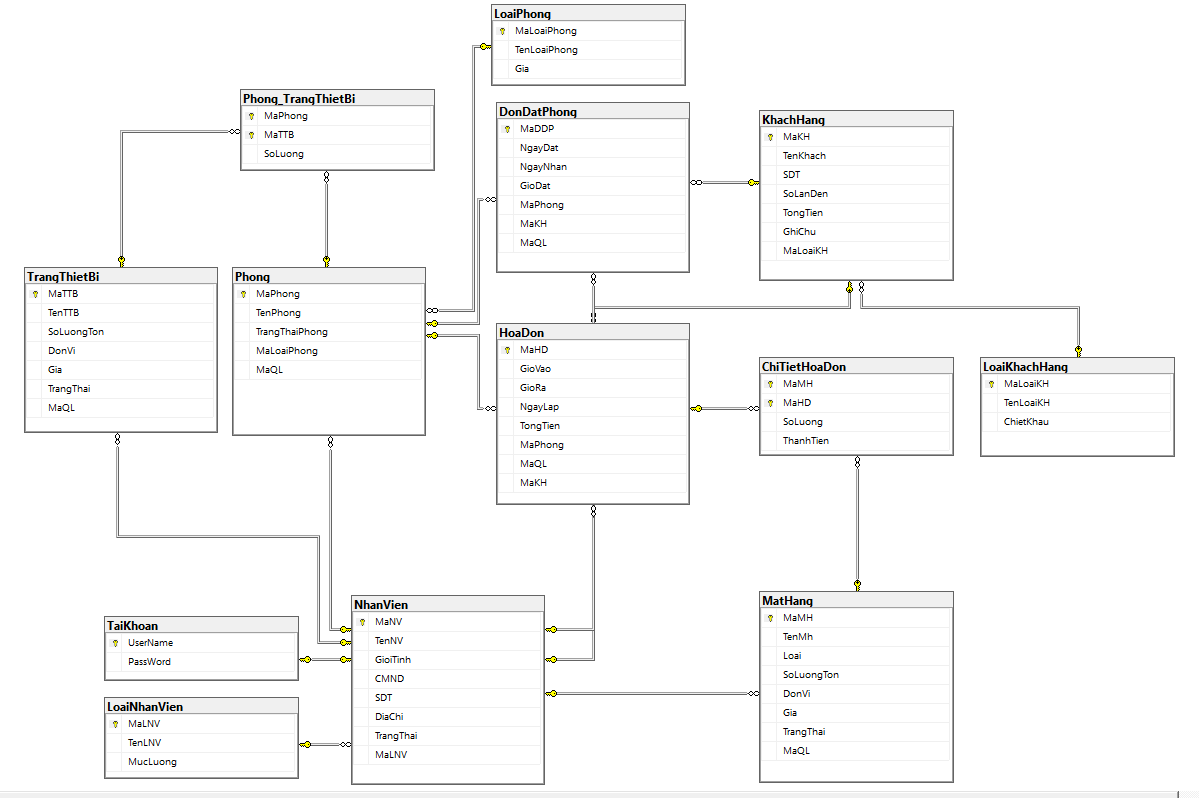 LoaiPhong
MaLoaiPhong
TenLoaiPhong
Gia
Phong_TrangThietBi
MaPhong
MaTTB
SoLuong
DonDatPhong
MaDDP
NgayDat
NgayNhan
GioDat
MaPhong
MaKH
MaQL
KhachHang
MaKH
TenKhach
SDT
SoLanDen
TongTien
GhiChu
MaLoaiKH
TrangThietBi
MaTTB
TenTTB
SoLuongTon
DonVi
Gia
TrangThai
MaQL
Phong
MaPhong
TenPhong
TrangThaiPhong
MaLoaiPhong
MaQL
HoaDon
MaHD
GioVao
GioRa
NgayLap
TongTien
MaPhong
MaQL
MaKH
ChiTietHoaDon
MaMH
MaHD
SoLuong
ThanhTien
LoaiKhachHang
MaLoaiKH
TenLoaiKH
ChietKhau
TaiKhoan
UserName
PassWord
LoaiNhanVien
MaLNV
TenLNV
MucLuong
NhanVien
MaNV
TenNV
GioiTinh
CMND
SDT
DiaChi
TrangThai
MaLNV
MatHang
MaMH
TenMh
Loai
SoLuongTon
DonVi
Gia
TrangThai
MaQL